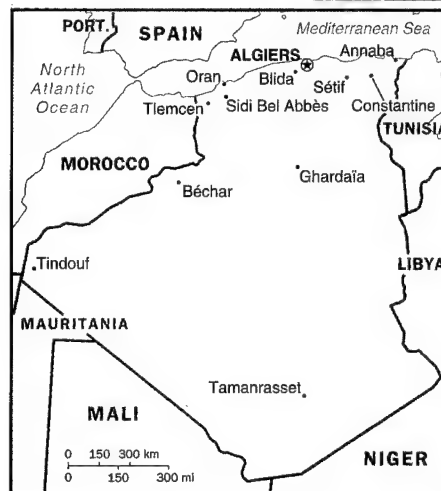 PORT.
SPAIN
Mediterranean Sea
ALGIERS
Annaba
North
Atlantic
Ocean
Oran
Blida
Sétif
Tlemcen
Sidi Bel Abbès
Constantine
TUNISIA
MOROCCO
Ghardaïa
Béchar
Tindouf
LIBYA
MAURITANIA
Tamanrasset
MALI
NIGER
0 150 300 km
0 150 300 mi